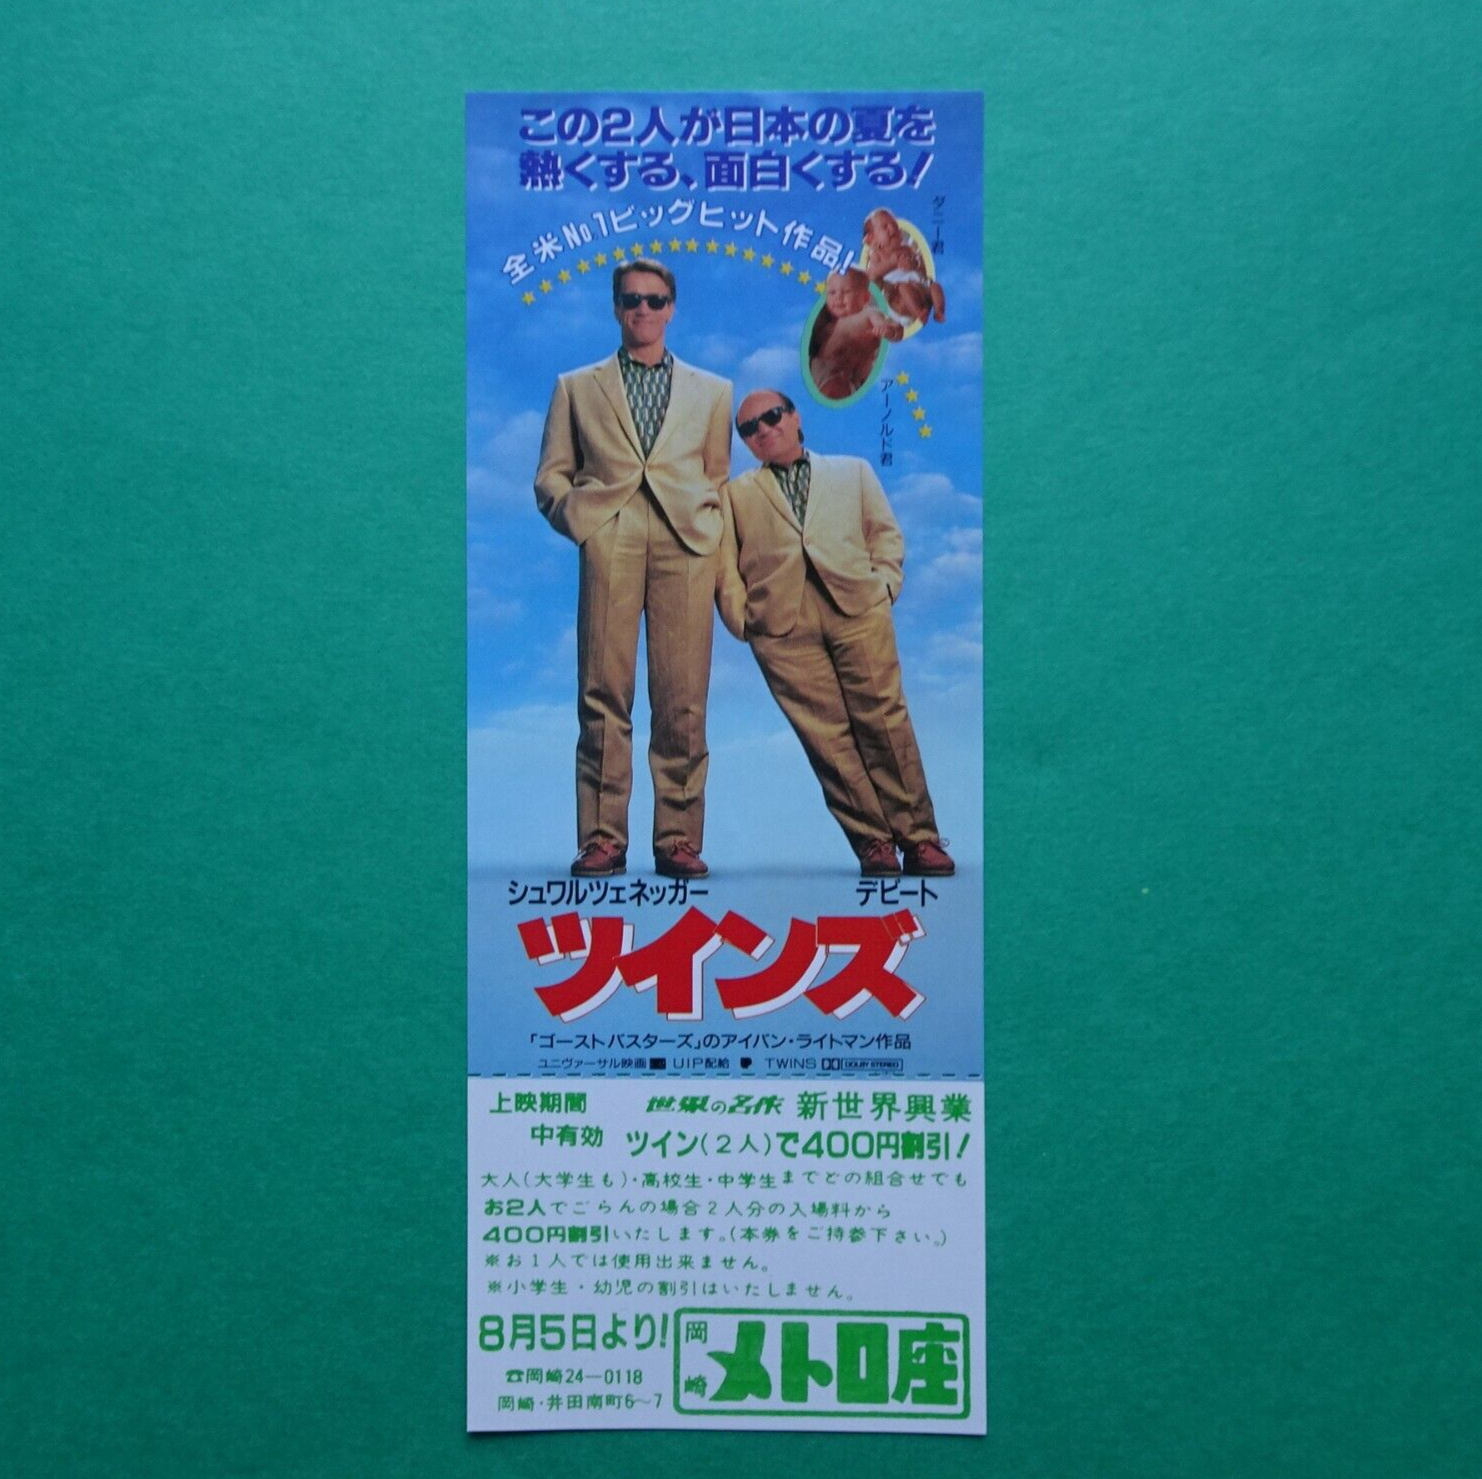 この2人が日本の夏を
熱くする、面白くする!
全米No.1ビッグヒット作品!
ダニー君
アーノルド君
シュワルツェネッガー デビート
ツインズ
「ゴーストバスターズ」のアイバン・ライトマン作品
ユニヴァーサル映画 UIP配給 TWINS DOLBY STEREO
上映期間
中有効
世界の名作 新世界興業
ツイン(2人)で400円割引!
大人(大学生も)・高校生・中学生までどの組合せでも
お2人でごらんの場合2人分の入場料から
400円割引いたします。(本券をご持参下さい。)
※お1人では使用出来ません。
※小学生・幼児の割引はいたしません。
8月5日より!
岡崎 メトロ座
☎岡崎24—0118
岡崎・井田南町6〜7